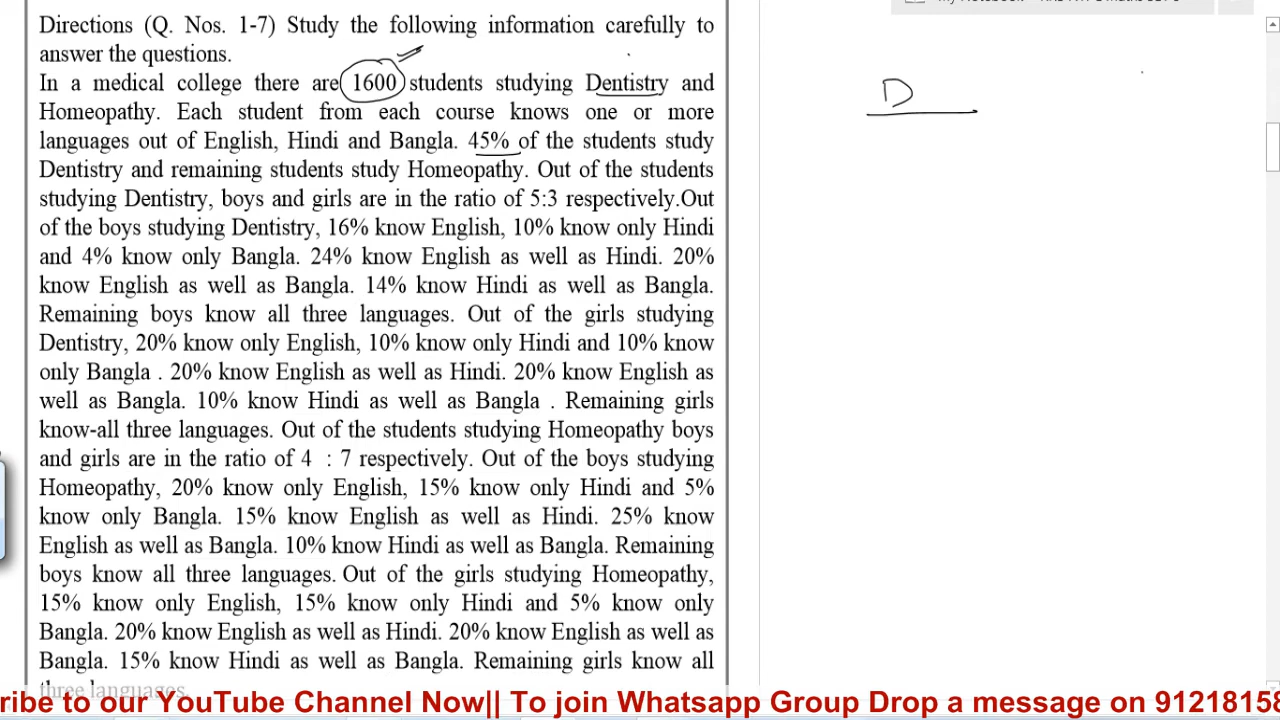 Directions (Q. Nos. 1-7) Study the following information carefully to
answer the questions.
In a medical college there are 1600 students studying Dentistry and
Homeopathy. Each student from each course knows one or more
languages out of English, Hindi and Bangla. 45% of the students study
Dentistry and remaining students study Homeopathy. Out of the students
studying Dentistry, boys and girls are in the ratio of 5:3 respectively.Out
of the boys studying Dentistry, 16% know English, 10% know only Hindi
and 4% know only Bangla. 24% know English as well as Hindi. 20%
know English as well as Bangla. 14% know Hindi as well as Bangla.
Remaining boys know all three languages. Out of the girls studying
Dentistry, 20% know only English, 10% know only Hindi and 10% know
only Bangla . 20% know English as well as Hindi. 20% know English as
well as Bangla. 10% know Hindi as well as Bangla . Remaining girls
know-all three languages. Out of the students studying Homeopathy boys
and girls are in the ratio of 4 : 7 respectively. Out of the boys studying
Homeopathy, 20% know only English, 15% know only Hindi and 5%
know only Bangla. 15% know English as well as Hindi. 25% know
English as well as Bangla. 10% know Hindi as well as Bangla. Remaining
boys know all three languages. Out of the girls studying Homeopathy,
15% know only English, 15% know only Hindi and 5% know only
Bangla. 20% know English as well as Hindi. 20% know English as well as
Bangla. 15% know Hindi as well as Bangla. Remaining girls know all
three languages.
D
ribe to our YouTube Channel Now|| To join Whatsapp Group Drop a message on 91218158